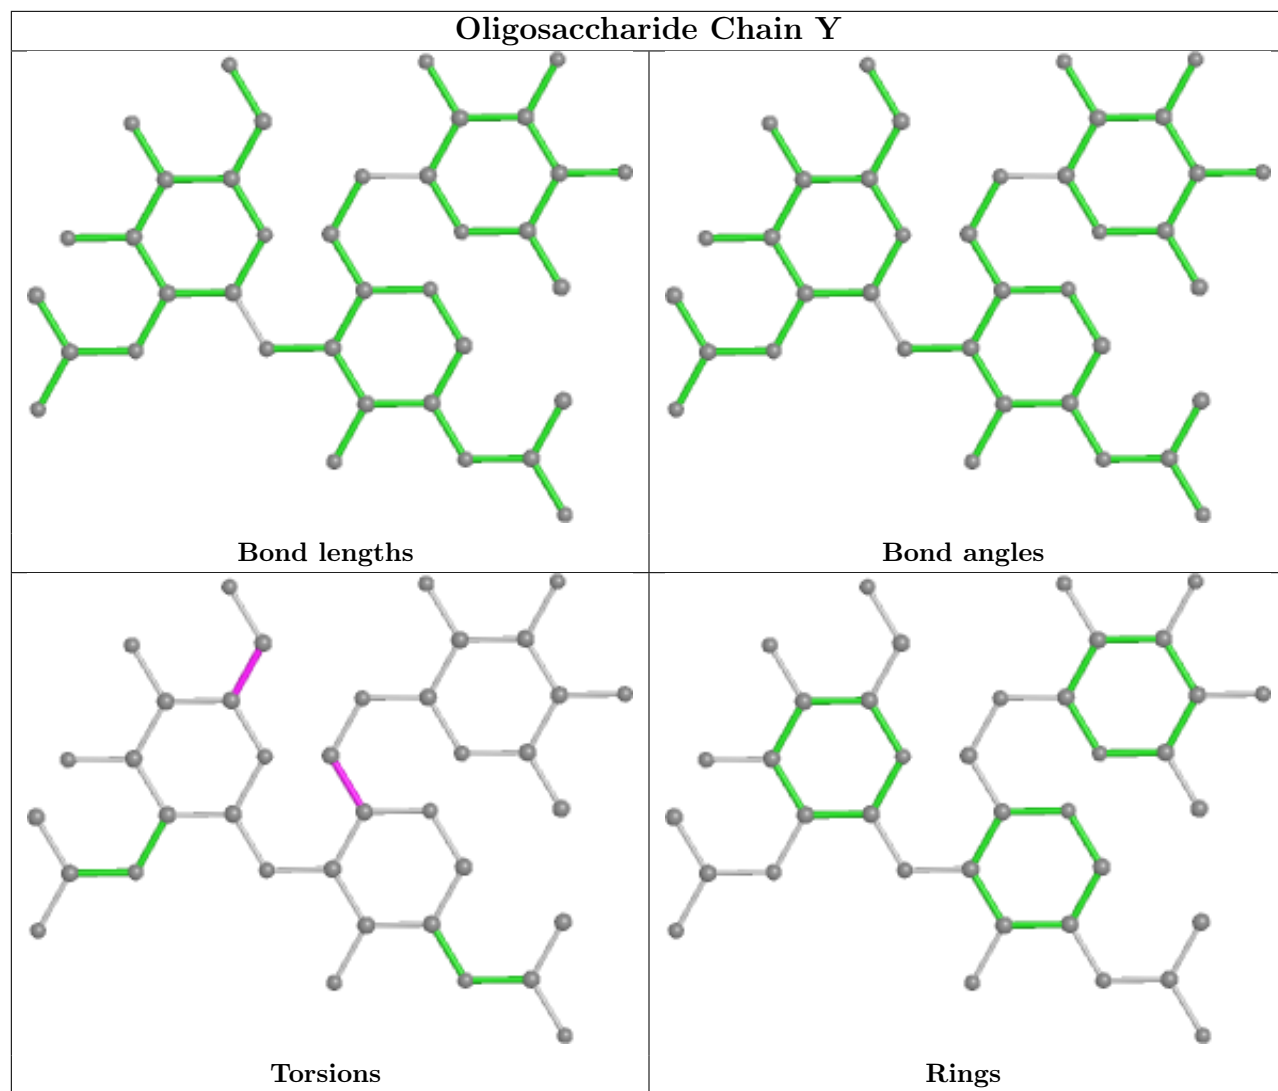 Oligosaccharide Chain Y
Bond lengths
Bond angles
Torsions
Rings